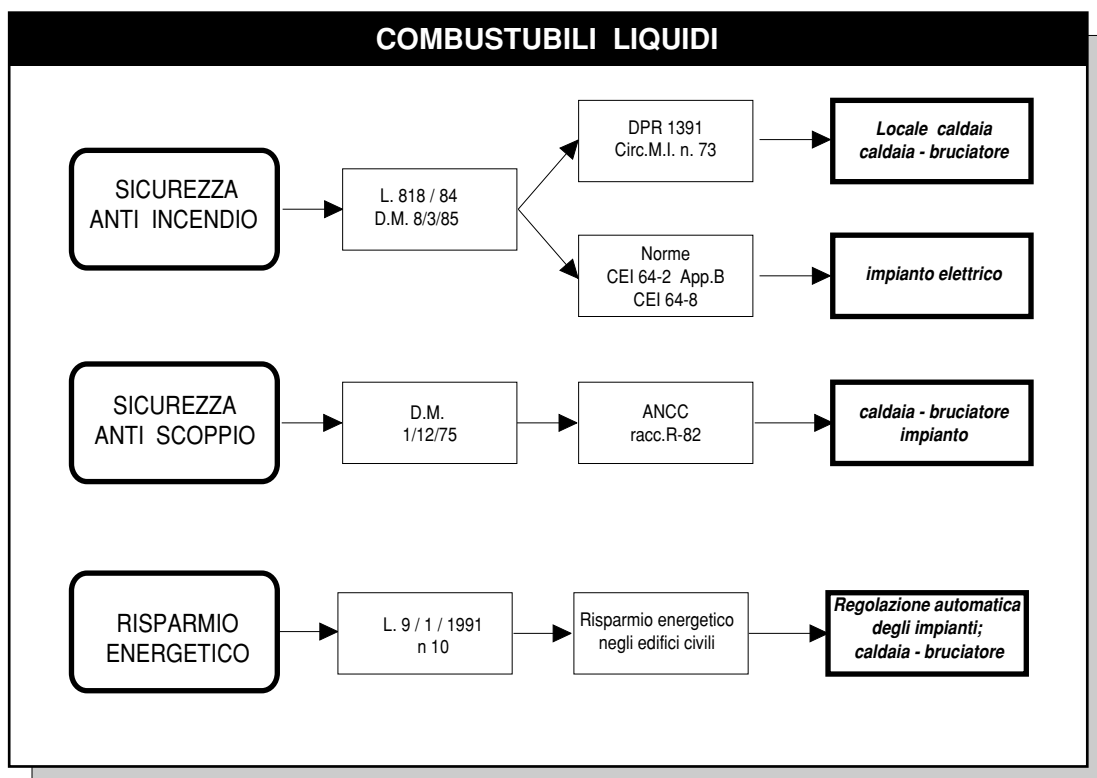 COMBUSTUBILI LIQUIDI
SICUREZZA
ANTI INCENDIO
L. 818 / 84
D.M. 8/3/85
DPR 1391
Circ.M.I. n. 73
Locale caldaia
caldaia - bruciatore
Norme
CEI 64-2 App.B
CEI 64-8
impianto elettrico
SICUREZZA
ANTI SCOPPIO
D.M.
1/12/75
ANCC
racc.R-82
caldaia - bruciatore
impianto
RISPARMIO
ENERGETICO
L. 9 / 1 / 1991
n 10
Risparmio energetico
negli edifici civili
Regolazione automatica
degli impianti;
caldaia - bruciatore